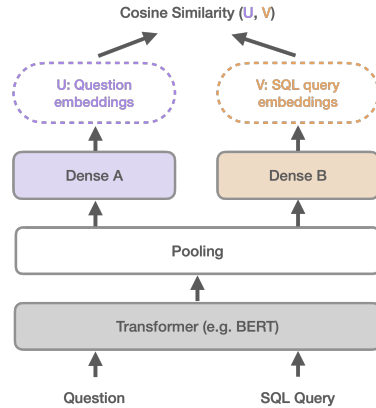 Cosine Similarity (U, V)
U: Question
embeddings
V: SQL query
embeddings
Dense A
Dense B
Pooling
Transformer (e.g. BERT)
Question
SQL Query